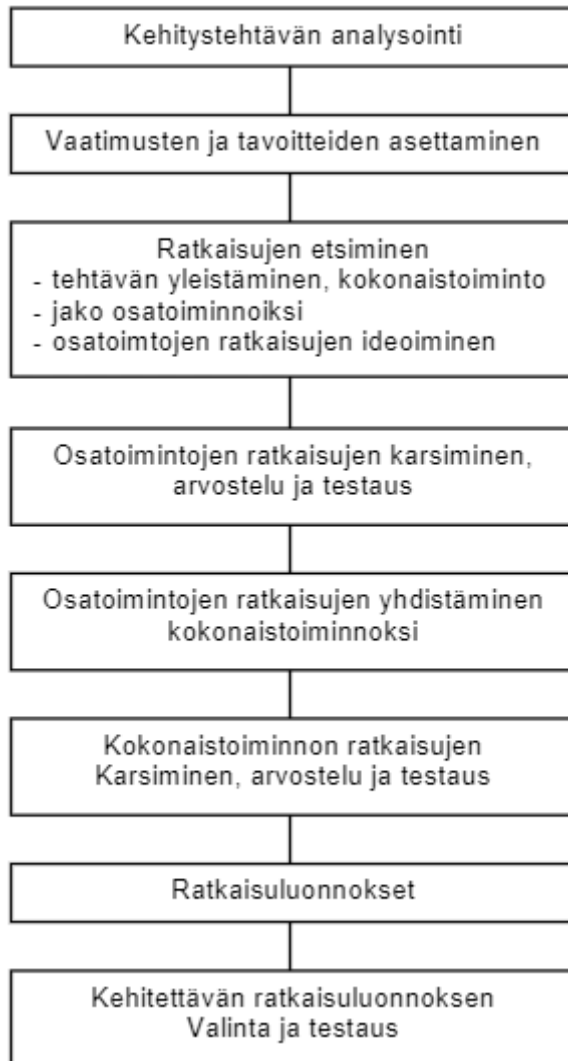 Kehitystehtävän analysointi
Vaatimusten ja tavoitteiden asettaminen
Ratkaisujen etsiminen
- tehtävän yleistäminen, kokonaistoiminto
- jako osatoiminnoiksi
- osatoimtojen ratkaisujen ideoiminen
Osatoimintojen ratkaisujen karsiminen,
arvostelu ja testaus
Osatoimintojen ratkaisujen yhdistäminen
kokonaistoiminnoksi
Kokonaistoiminnon ratkaisujen
Karsiminen, arvostelu ja testaus
Ratkaisuluonnokset
Kehitettävän ratkaisuluonnoksen
Valinta ja testaus